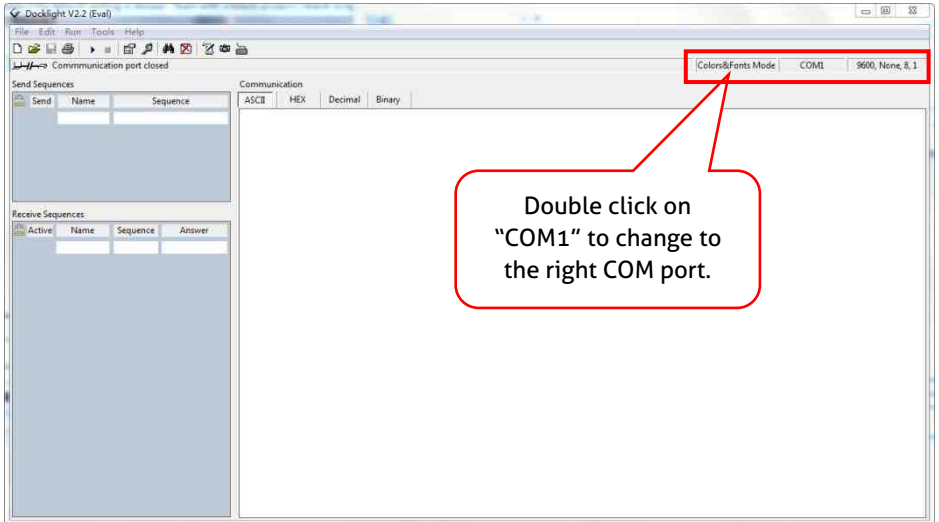 Docklight V2.2 (Eval)
File Edit Run Tools Help
Commmunication port closed
Colors&Fonts Mode COM1 9600, None, 8, 1
Send Sequences
Send Name Sequence
Communication
ASCII HEX Decimal Binary
Double click on
“COM1” to change to
the right COM port.
Receive Sequences
Active Name Sequence Answer